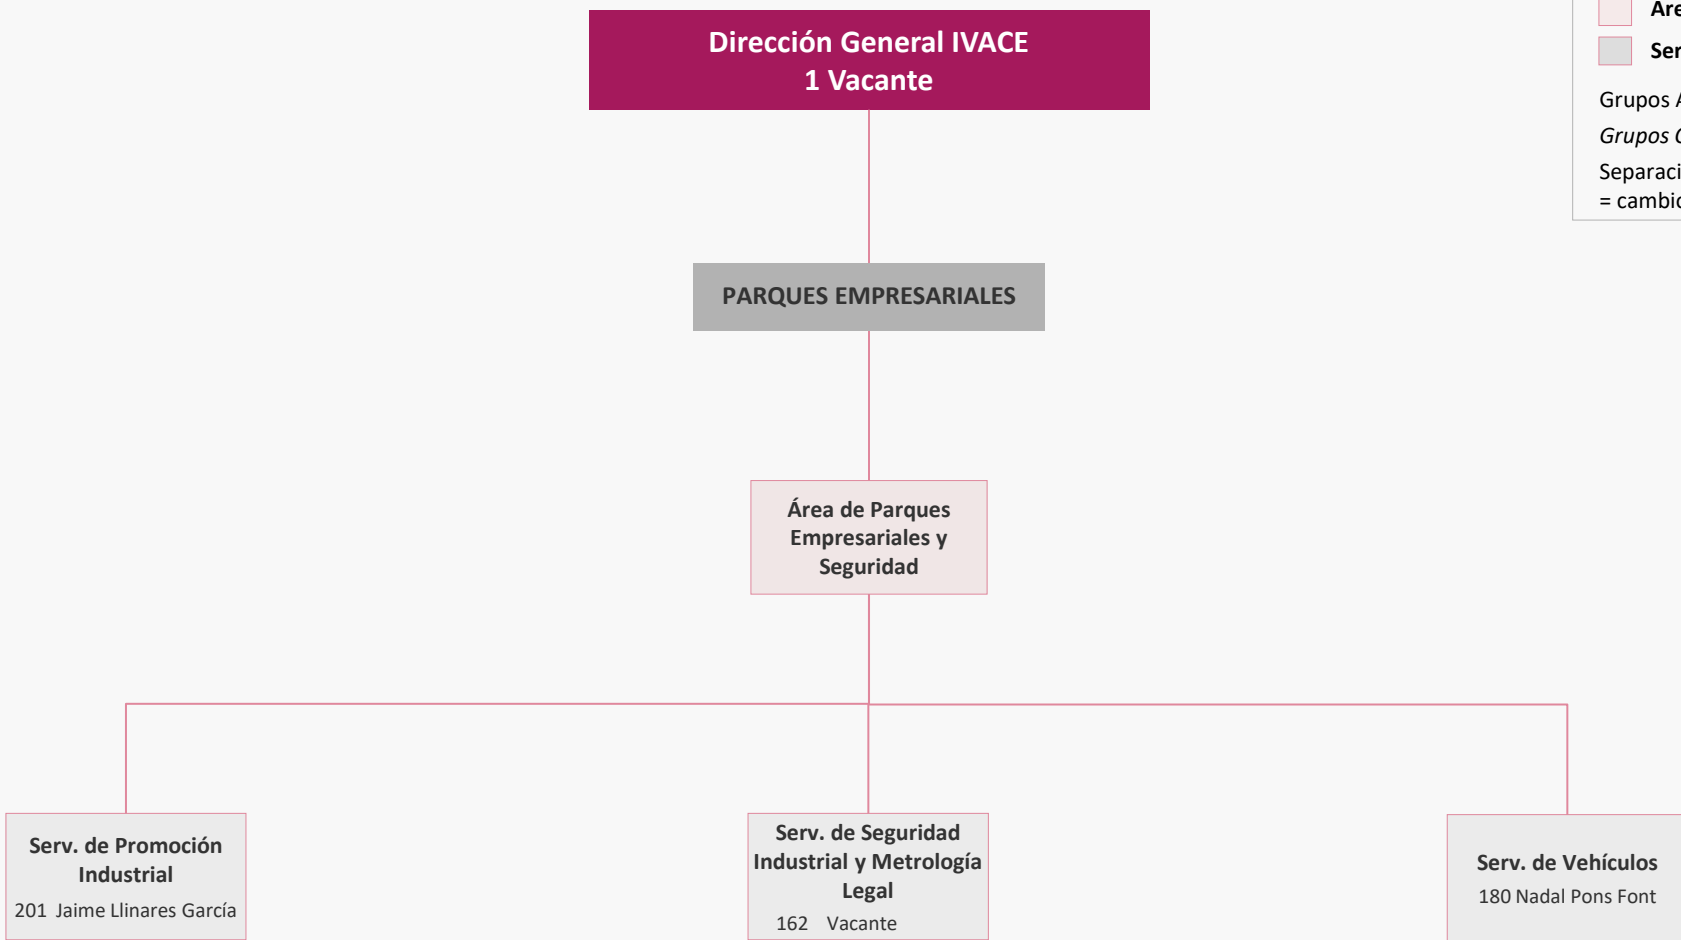 Dirección General IVACE
1 Vacante
Grupos
Grupos
= 
PARQUES EMPRESARIALES
Área de Parques
Empresariales y
Seguridad
Serv. de Promoción
Industrial
201 Jaime Llinares García
Serv. de Seguridad
Industrial y Metrología
Legal
162 Vacante
Serv. de Vehículos
180 Nadal Pons Font